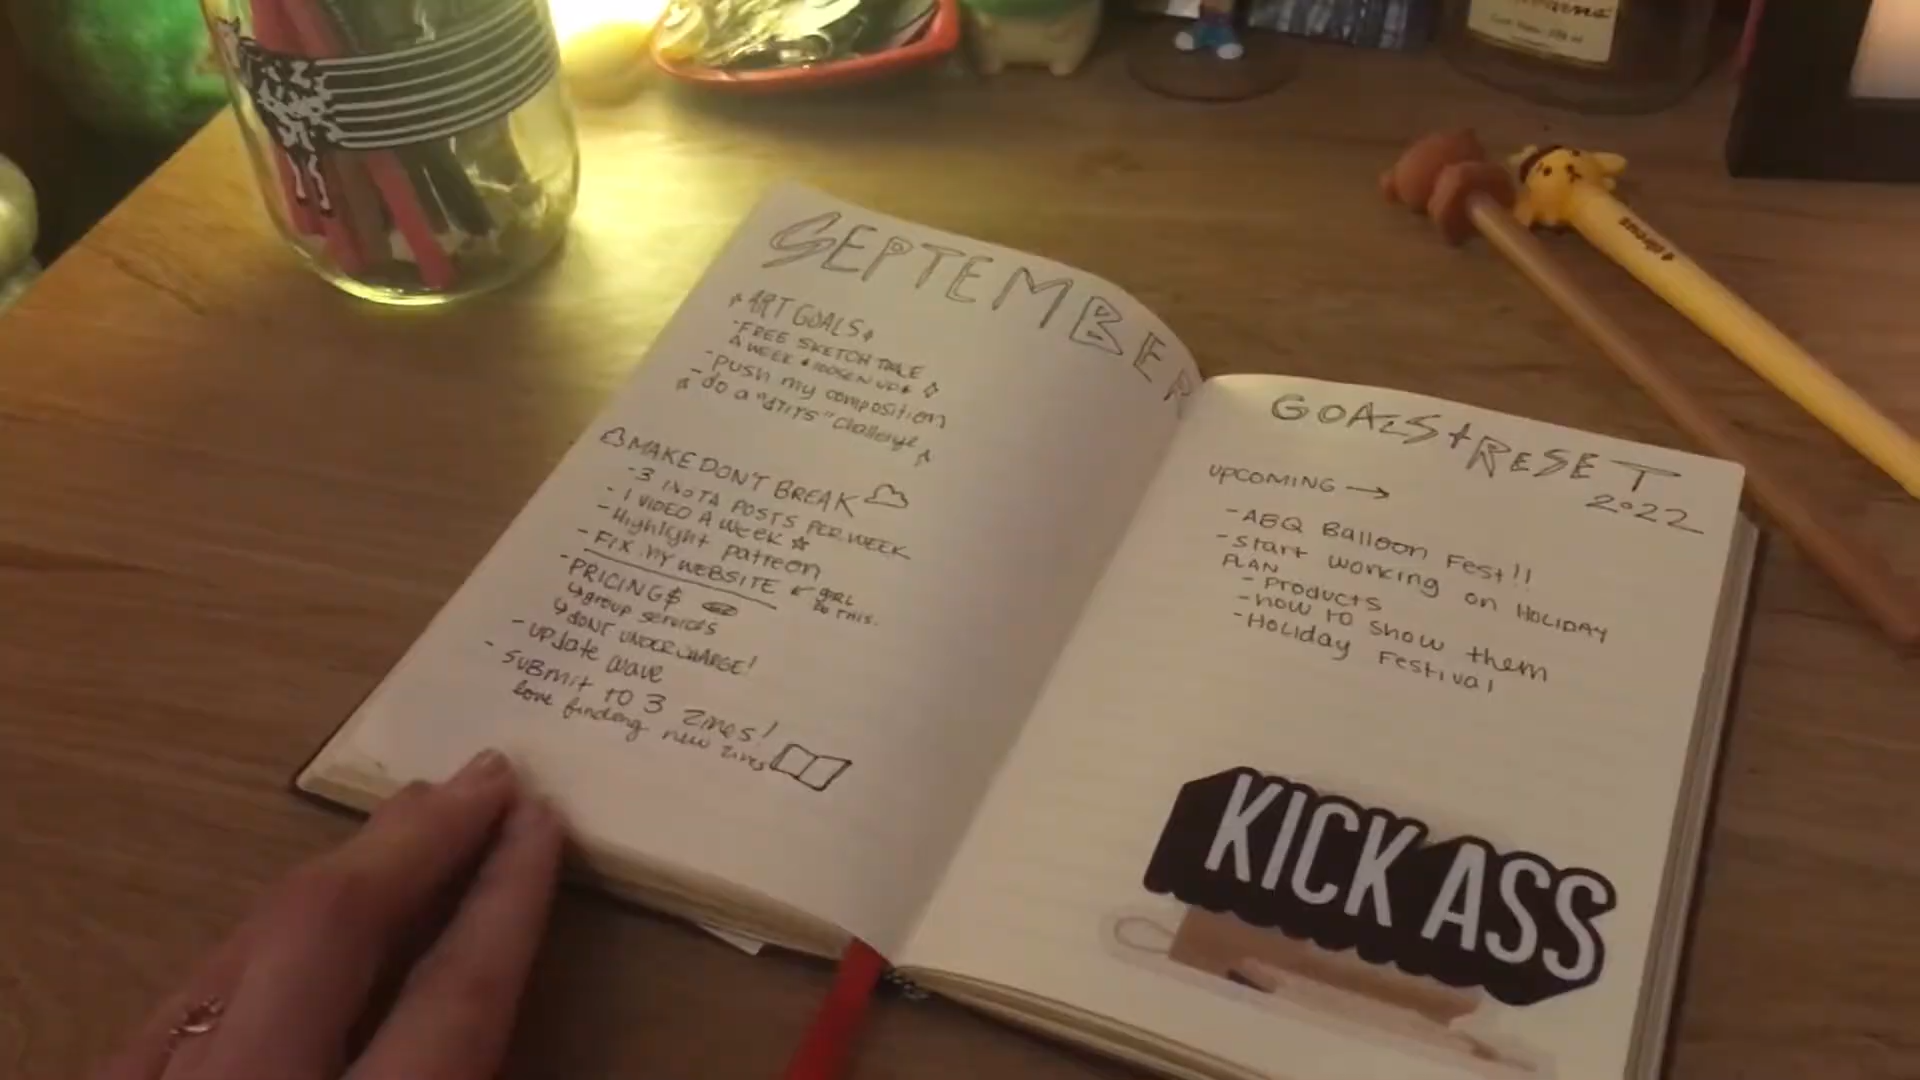 SEPTEMBER
ART GOALS
-FREE SKETCH TABLE
A WEEK LOOSEN UP
-push my composition
-do a "DTIYS" challenge
MAKE DON'T BREAK
-3 INSTA POSTS PER WEEK
-1 VIDEO A WEEK
-Highlight patreon
-FIX MY WEBSITE GIRL
DO THIS.
-PRICING$
group services
DONT UNDERCHARGE!
-update wave
-SUBMIT TO 3 zines!
love finding new zines
GOALS + RESET
2022
UPCOMING →
-ABQ Balloon Fest!!
-Start working on HOLIDAY
PLAN
-Products
-How to show them
-Holiday Festival
KICK ASS